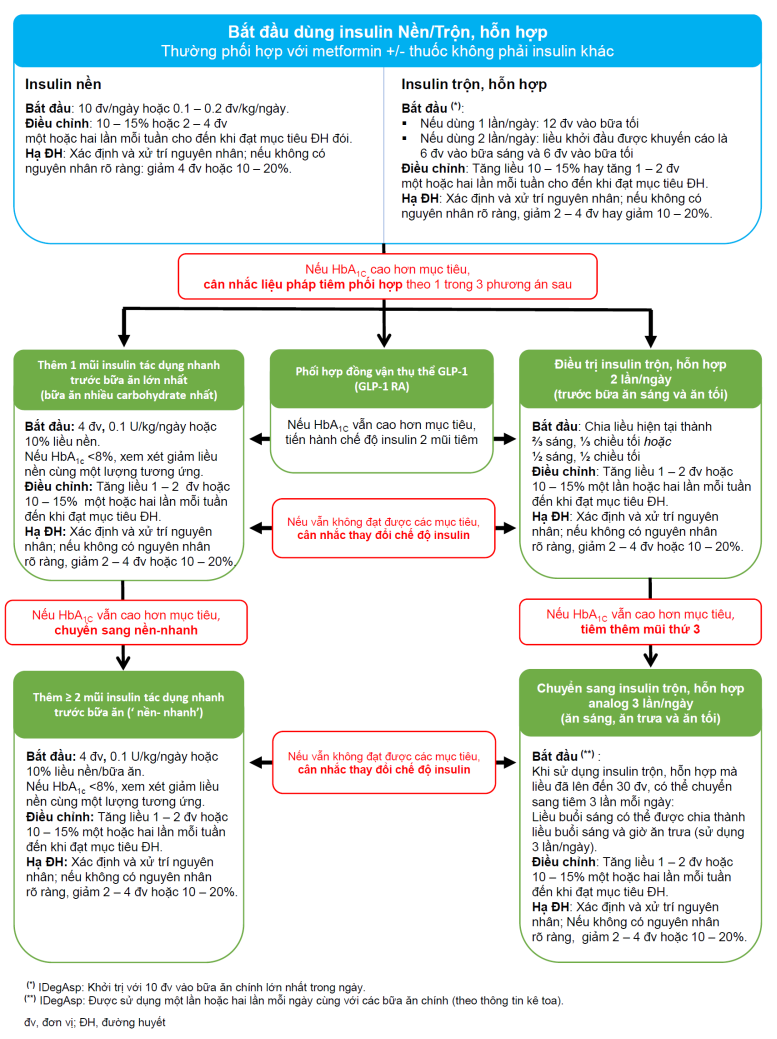 Bắt đầu dùng insulin Nền/Trộn, hỗn hợp
Thường phối hợp với metformin +/- thuốc không phải insulin khác
Insulin nền
Bắt đầu: 10 đv/ngày hoặc 0.1 – 0.2 đv/kg/ngày.
Điều chỉnh: 10 – 15% hoặc 2 – 4 đv
một hoặc hai lần mỗi tuần cho đến khi đạt mục tiêu ĐH đói.
Hạ ĐH: Xác định và xử trí nguyên nhân; nếu không có
nguyên nhân rõ ràng: giảm 4 đv hoặc 10 – 20%.
Insulin trộn, hỗn hợp
Bắt đầu (*):
▪ Nếu dùng 1 lần/ngày: 12 đv vào bữa tối
▪ Nếu dùng 2 lần/ngày: liều khởi đầu được khuyến cáo là
6 đv vào bữa sáng và 6 đv vào bữa tối
Điều chỉnh: Tăng liều 10 – 15% hay tăng 1 – 2 đv
một hoặc hai lần mỗi tuần cho đến khi đạt mục tiêu ĐH.
Hạ ĐH: Xác định và xử trí nguyên nhân; nếu không có
nguyên nhân rõ ràng, giảm 2 – 4 đv hay giảm 10 – 20%.
Nếu HbA1C cao hơn mục tiêu,
cân nhắc liệu pháp tiêm phối hợp theo 1 trong 3 phương án sau
Thêm 1 mũi insulin tác dụng nhanh
trước bữa ăn lớn nhất
(bữa ăn nhiều carbohydrate nhất)
Bắt đầu: 4 đv, 0.1 U/kg/ngày hoặc
10% liều nền.
Nếu HbA1c <8%, xem xét giảm liều
nền cùng một lượng tương ứng.
Điều chỉnh: Tăng liều 1 – 2 đv hoặc
10 – 15% một hoặc hai lần mỗi tuần
đến khi đạt mục tiêu ĐH.
Hạ ĐH: Xác định và xử trí nguyên
nhân; nếu không có nguyên nhân
rõ ràng, giảm 2 – 4 đv hoặc 10 – 20%.
Phối hợp đồng vận thụ thể GLP-1
(GLP-1 RA)
Nếu HbA1C vẫn cao hơn mục tiêu,
tiến hành chế độ insulin 2 mũi tiêm
Điều trị insulin trộn, hỗn hợp
2 lần/ngày
(trước bữa ăn sáng và ăn tối)
Bắt đầu: Chia liều hiện tại thành
⅔ sáng, ⅓ chiều tối hoặc
½ sáng, ½ chiều tối
Điều chỉnh: Tăng liều 1 – 2 đv hoặc
10 – 15% một lần hoặc hai lần mỗi tuần
đến khi đạt mục tiêu ĐH.
Hạ ĐH: Xác định và xử trí nguyên
nhân; nếu không có nguyên nhân
rõ ràng, giảm 2 – 4 đv hoặc 10 – 20%.
Nếu vẫn không đạt được các mục tiêu,
cân nhắc thay đổi chế độ insulin
Nếu HbA1C vẫn cao hơn mục tiêu,
chuyển sang nền-nhanh
Nếu HbA1C vẫn cao hơn mục tiêu,
tiêm thêm mũi thứ 3
Thêm ≥ 2 mũi insulin tác dụng nhanh
trước bữa ăn (‘ nền- nhanh’)
Bắt đầu: 4 đv, 0.1 U/kg/ngày hoặc
10% liều nền/bữa ăn.
Nếu HbA1c <8%, xem xét giảm liều
nền cùng một lượng tương ứng.
Điều chỉnh: Tăng liều 1 – 2 đv hoặc
10 – 15% một hoặc hai lần mỗi tuần
đến khi đạt mục tiêu ĐH.
Hạ ĐH: Xác định và xử trí nguyên
nhân; nếu không có nguyên nhân
rõ ràng, giảm 2 – 4 đv hoặc 10 – 20%.
Nếu vẫn không đạt được các mục tiêu,
cân nhắc thay đổi chế độ insulin
Chuyển sang insulin trộn, hỗn hợp
analog 3 lần/ngày
(ăn sáng, ăn trưa và ăn tối)
Bắt đầu (**) :
Khi sử dụng insulin trộn, hỗn hợp mà
liều đã lên đến 30 đv, có thể chuyển
sang tiêm 3 lần mỗi ngày:
Liều buổi sáng có thể được chia thành
liều buổi sáng và giờ ăn trưa (sử dụng
3 lần/ngày).
Điều chỉnh: Tăng liều 1 – 2 đv hoặc
10 – 15% một hoặc hai lần mỗi tuần
đến khi đạt mục tiêu ĐH.
Hạ ĐH: Xác định và xử trí nguyên
nhân; Nếu không có nguyên nhân
rõ ràng, giảm 2 – 4 đv hoặc 10 – 20%.
(*) IDegAsp: Khởi trị với 10 đv vào bữa ăn chính lớn nhất trong ngày.
(**) IDegAsp: Được sử dụng một lần hoặc hai lần mỗi ngày cùng với các bữa ăn chính (theo thông tin kê toa).
đv, đơn vị; ĐH, đường huyết